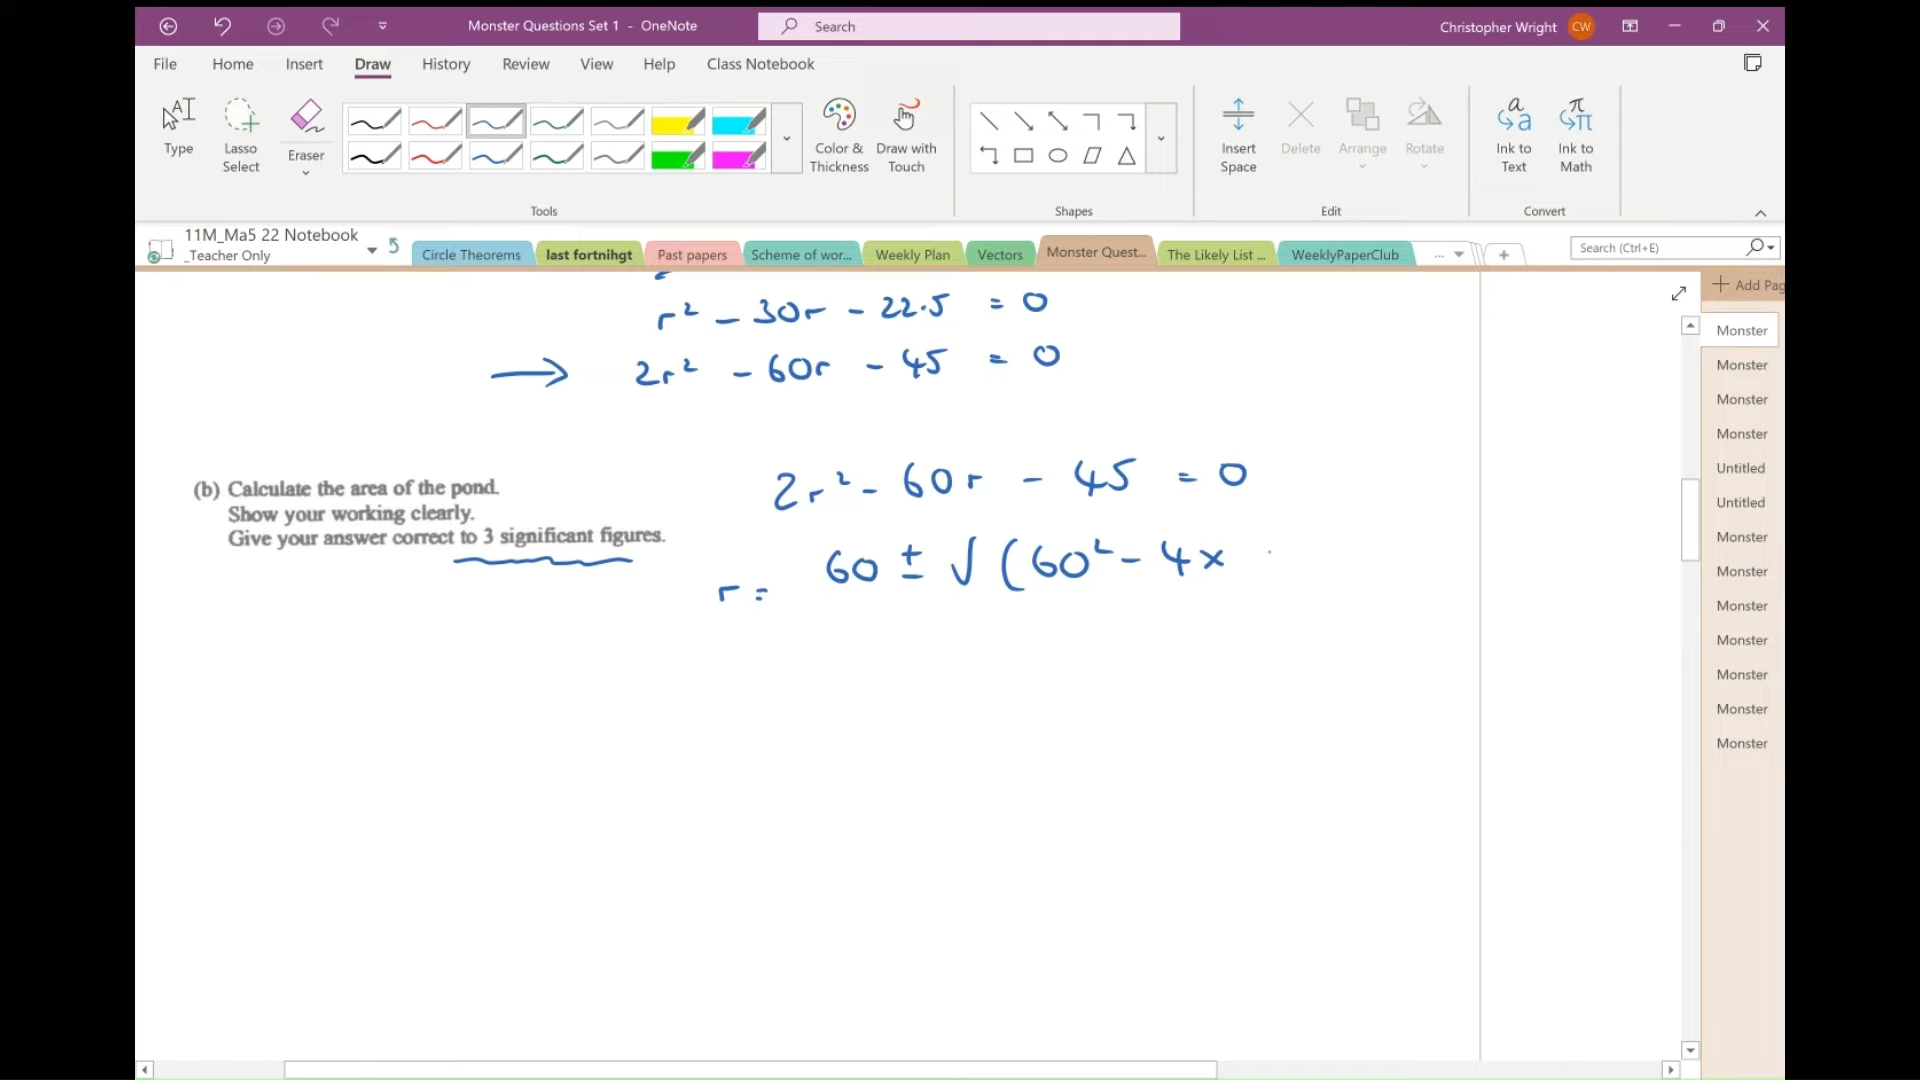 Monster Questions Set 1 - OneNote
Search
Christopher Wright CW
File Home Insert Draw History Review View Help Class Notebook
Type
Lasso Select
Eraser
Color & Thickness
Draw with Touch
Insert Space
Delete
Arrange
Rotate
Ink to Text
Ink to Math
Tools
Shapes
Edit
Convert
11M_Ma5 22 Notebook
_Teacher Only
Circle Theorems
last fortnihgt
Past papers
Scheme of wor...
Weekly Plan
Vectors
Monster Quest...
The Likely List ...
WeeklyPaperClub
...
Search (Ctrl+E)
Add Pag
r² - 30r - 22.5 = 0
→ 2r² - 60r - 45 = 0
(b) Calculate the area of the pond.
Show your working clearly.
Give your answer correct to 3 significant figures.
2r² - 60r - 45 = 0
r = 60 ± √(60² - 4×
Monster
Monster
Monster
Monster
Untitled
Untitled
Monster
Monster
Monster
Monster
Monster
Monster
Monster